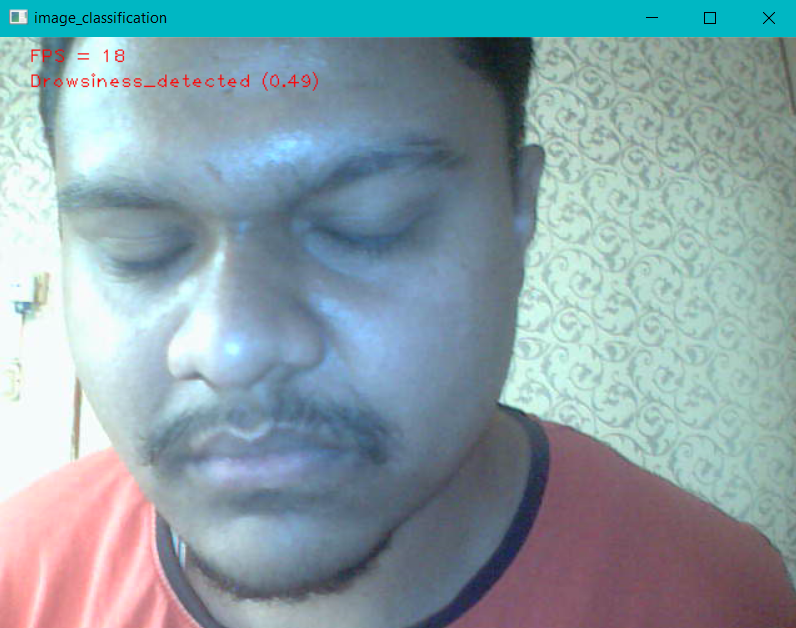 image_classification
FPS = 18
Drowsiness_detected (0.49)